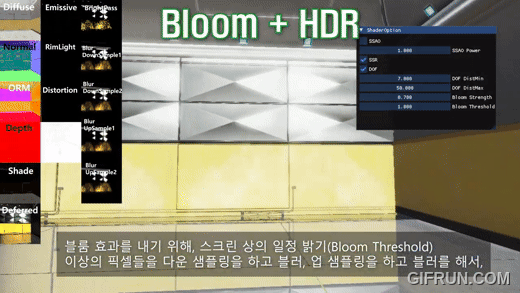 Bloom + HDR
Diffuse
Emissive
BrightPass
Normal
RimLight
Blur
DownSample2
ORM
Distortion
Blur
DownSample2
Depth
Blur
UpSample1
Shade
Blur
UpSample2
Deferred
ShaderOption
SSAO
1.000 SSAO Power
SSR
DOF
7.000 DOF DistMin
50.000 DOF DistMax
0.700 Bloom Strength
1.000 Bloom Threshold
블룸 효과를 내기 위해, 스크린 상의 일정 밝기(Bloom Threshold)
이상의 픽셀들을 다운 샘플링을 하고 블러, 업 샘플링을 하고 블러를 해서,
GIFRUN.COM